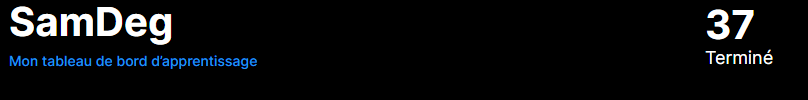 SamDeg
Mon tableau de bord d'apprentissage
37
Terminé